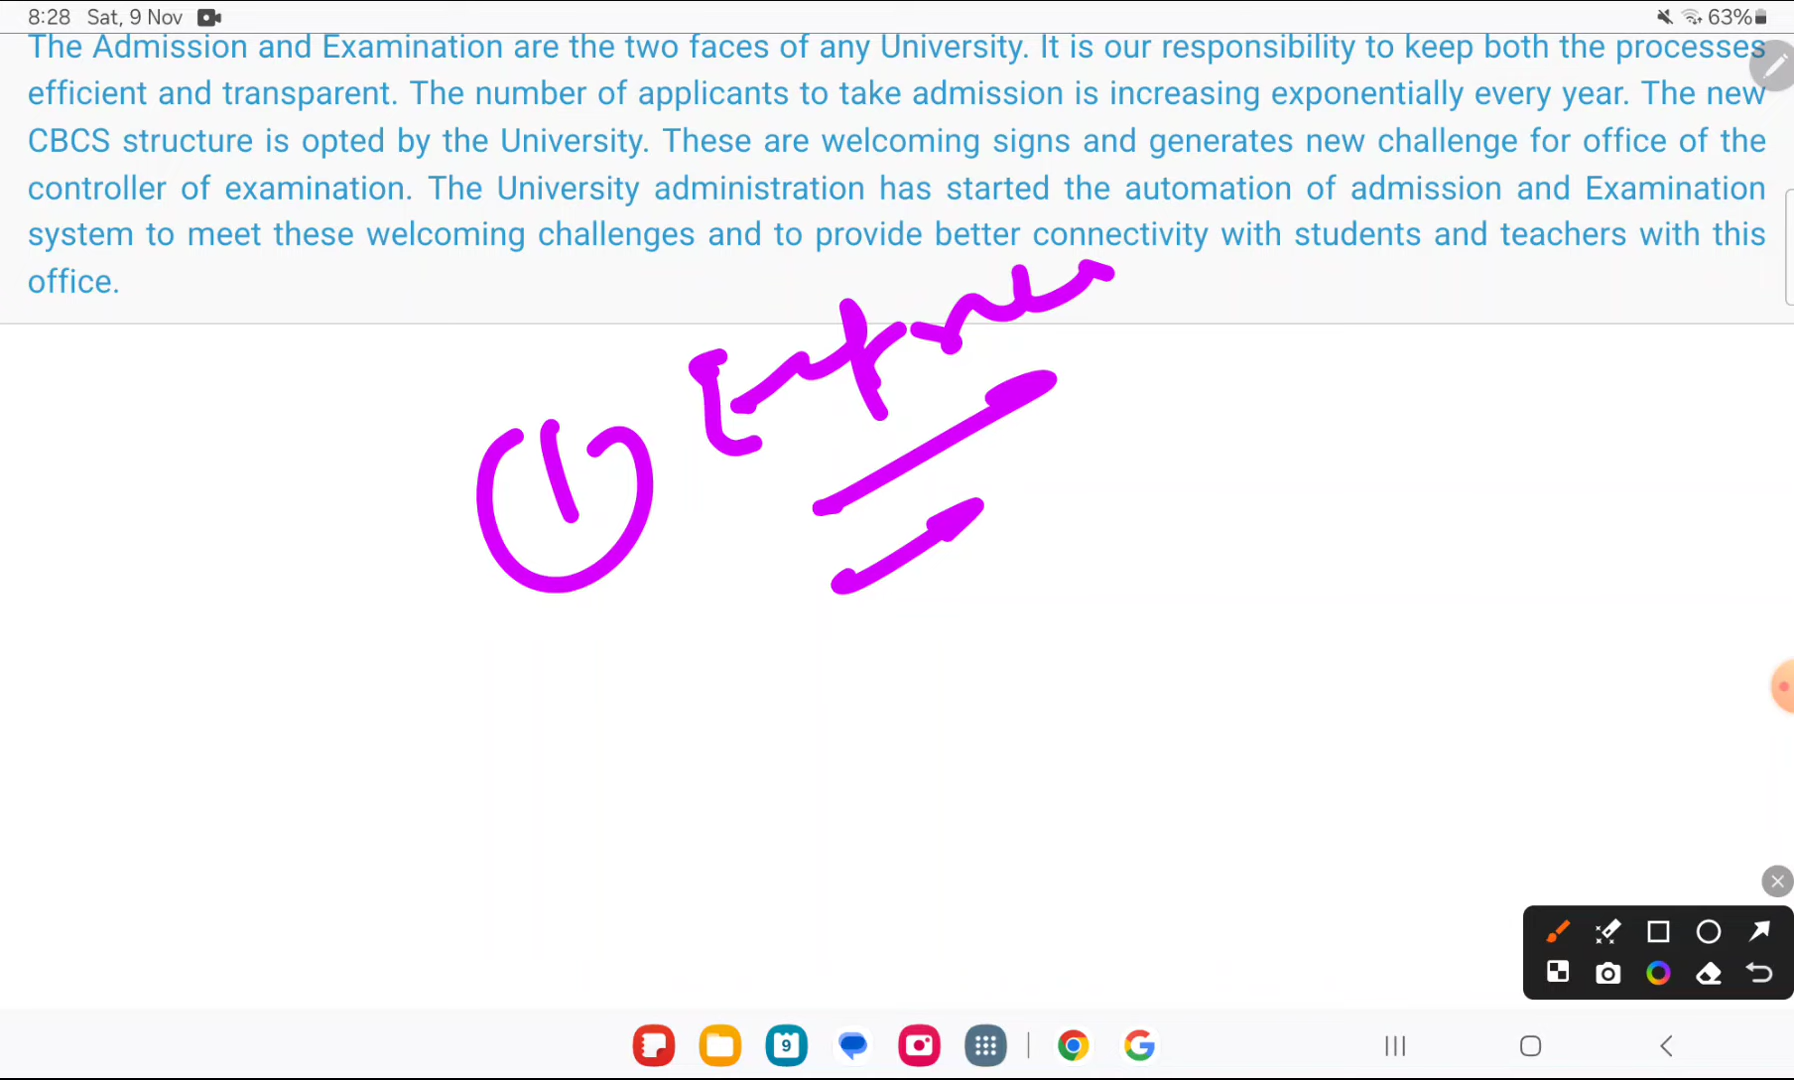 8:28 Sat, 9 Nov 63%
The Admission and Examination are the two faces of any University. It is our responsibility to keep both the processes
efficient and transparent. The number of applicants to take admission is increasing exponentially every year. The new
CBCS structure is opted by the University. These are welcoming signs and generates new challenge for office of the
controller of examination. The University administration has started the automation of admission and Examination
system to meet these welcoming challenges and to provide better connectivity with students and teachers with this
office.
1
9